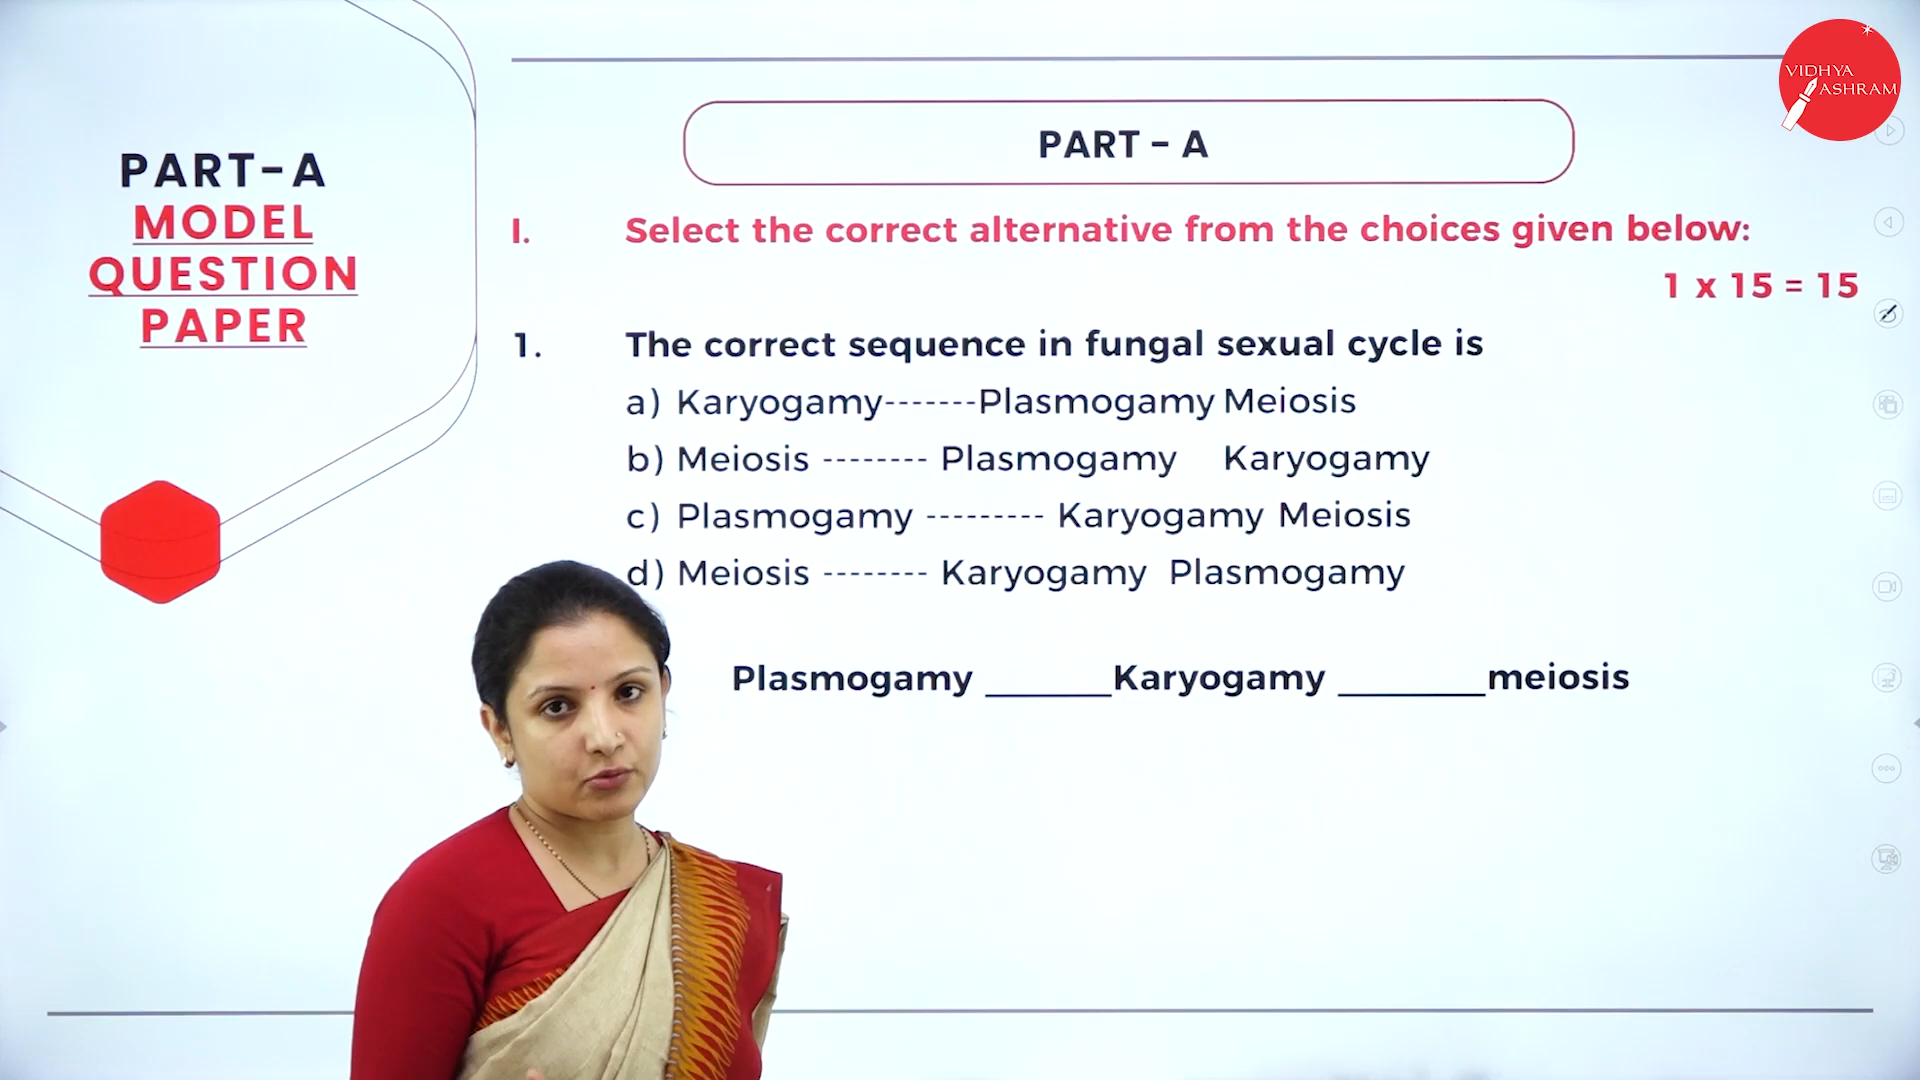 VIDHYA
ASHRAM
PART-A
MODEL
QUESTION
PAPER
PART - A
I. Select the correct alternative from the choices given below:
1 x 15 = 15
1. The correct sequence in fungal sexual cycle is
a) Karyogamy-------Plasmogamy Meiosis
b) Meiosis -------- Plasmogamy Karyogamy
c) Plasmogamy --------- Karyogamy Meiosis
d) Meiosis -------- Karyogamy Plasmogamy
Plasmogamy ______Karyogamy _______meiosis